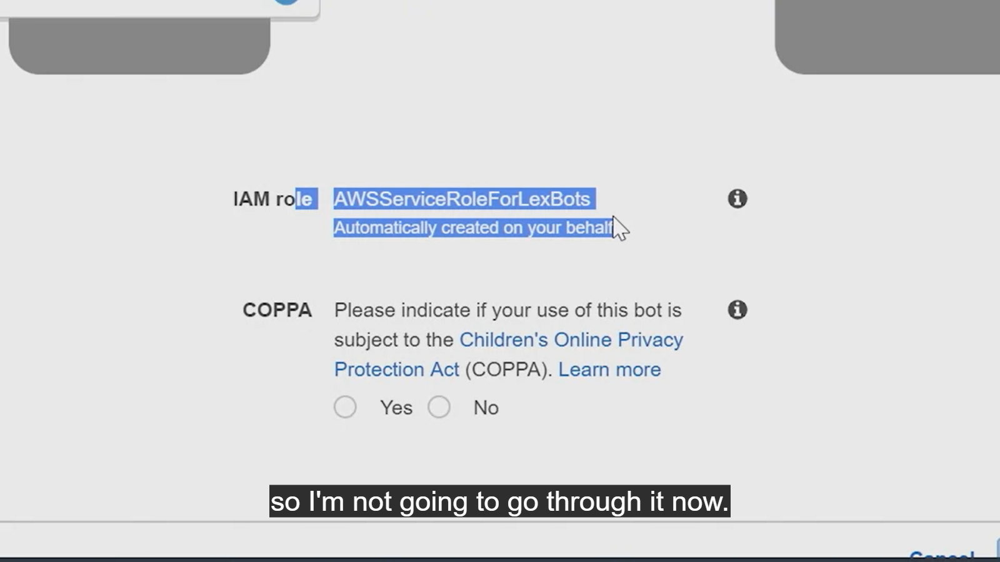 IAM role AWSServiceRoleForLexBots
Automatically created on your behalf
COPPA Please indicate if your use of this bot is
subject to the Children's Online Privacy
Protection Act (COPPA). Learn more
Yes No
so I'm not going to go through it now.
Cancel